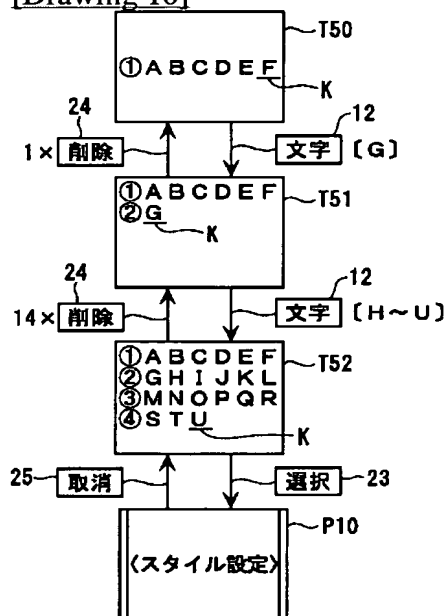 [Drawing 10]
T50
①ABCDEF
K
24
12
1× 削除
文字 [G]
①ABCDEF
②G
T51
K
24
12
14× 削除
文字 [H~U]
①ABCDEF
②GHIJKL
③MNOPQR
④STU
T52
K
25 取消
選択 23
P10
〈スタイル設定〉